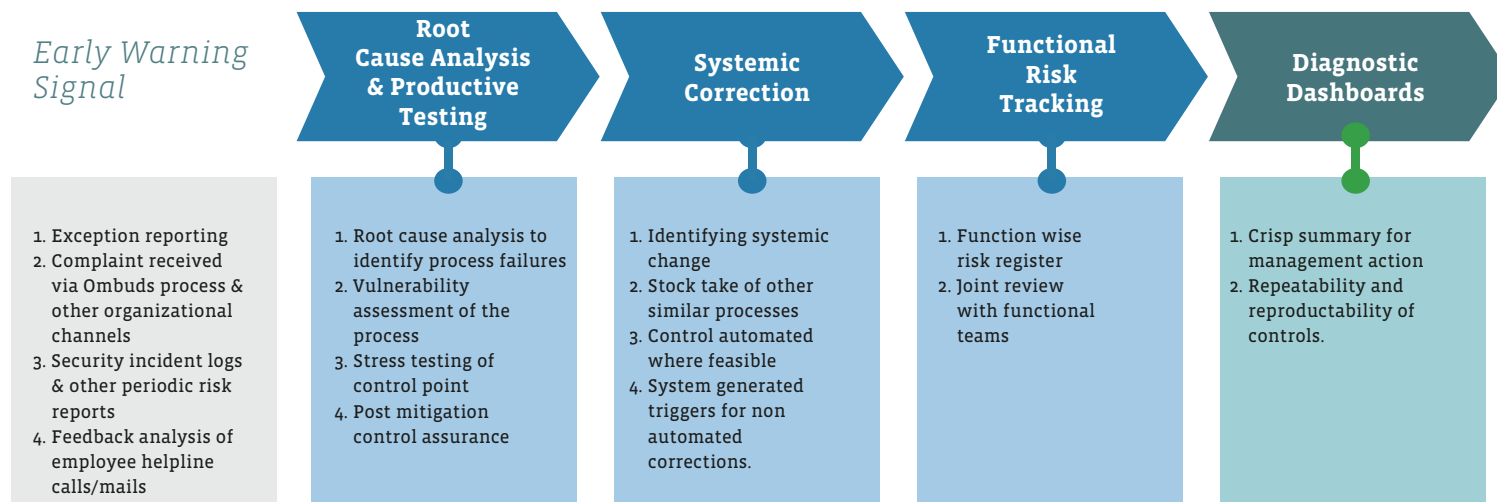 Early Warning
Signal
Root
Cause Analysis
& Productive
Testing
Systemic
Correction
Functional
Risk
Tracking
Diagnostic
Dashboards
1. Exception reporting
2. Complaint received
via Ombuds process &
other organizational
channels
3. Security incident logs
& other periodic risk
reports
4. Feedback analysis of
employee helpline
calls/mails
1. Root cause analysis to
identify process failures
2. Vulnerability
assessment of the
process
3. Stress testing of
control point
4. Post mitigation
control assurance
1. Identifying systemic
change
2. Stock take of other
similar processes
3. Control automated
where feasible
4. System generated
triggers for non
automated
corrections.
1. Function wise
risk register
2. Joint review
with functional
teams
1. Crisp summary for
management action
2. Repeatability and
reproductability of
controls.